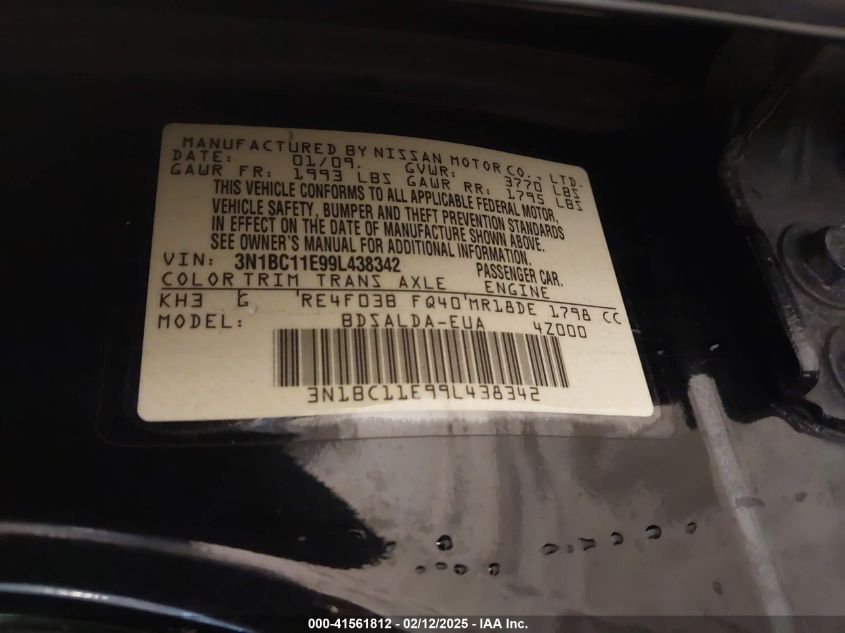 MANUFACTURED BY NISSAN MOTOR CO., LTD.
DATE: 01/09. GVWR: 3770 LBS
GAWR FR: 1993 LBS GAWR RR: 1795 LBS
THIS VEHICLE CONFORMS TO ALL APPLICABLE FEDERAL MOTOR
VEHICLE SAFETY, BUMPER AND THEFT PREVENTION STANDARDS
IN EFFECT ON THE DATE OF MANUFACTURE SHOWN ABOVE.
SEE OWNER'S MANUAL FOR ADDITIONAL INFORMATION.
VIN: 3N1BC11E99L438342 PASSENGER CAR.
COLOR TRIM TRANS AXLE ENGINE
KH3 G 'RE4F03B FQ40'MR18DE 1798 CC
MODEL: BDSALDA-EUA 4Z000
3N1BC11E99L438342
000-41561812 - 02/12/2025 - IAA Inc.